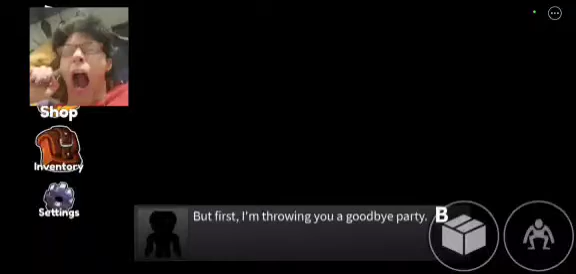 Shop
Inventory
Settings
But first, I'm throwing you a goodbye party.
B